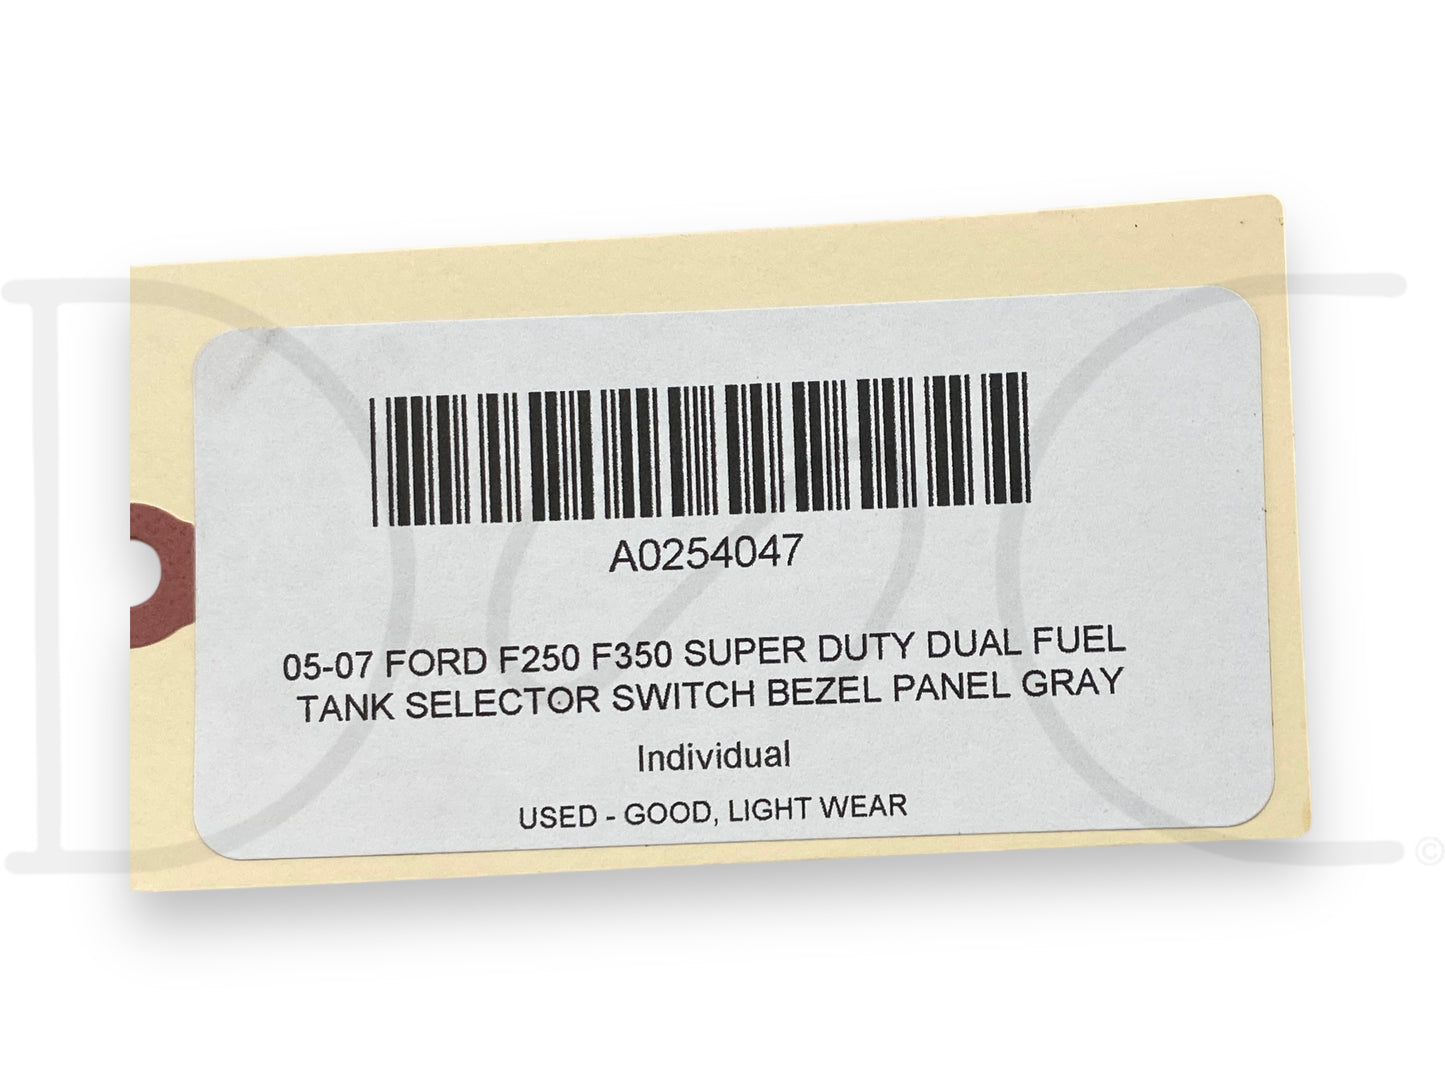 A0254047
05-07 FORD F250 F350 SUPER DUTY DUAL FUEL
TANK SELECTOR SWITCH BEZEL PANEL GRAY
Individual
USED - GOOD, LIGHT WEAR
©